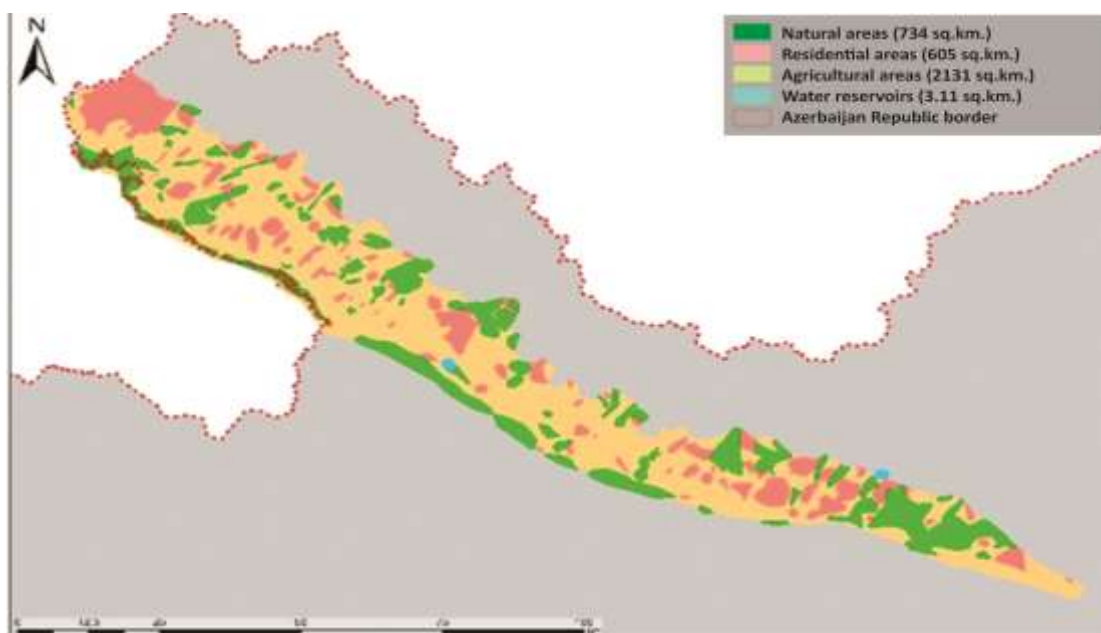 N
Natural areas (734 sq.km.)
Residential areas (605 sq.km.)
Agricultural areas (2131 sq.km.)
Water reservoirs (3.11 sq.km.)
Azerbaijan Republic border